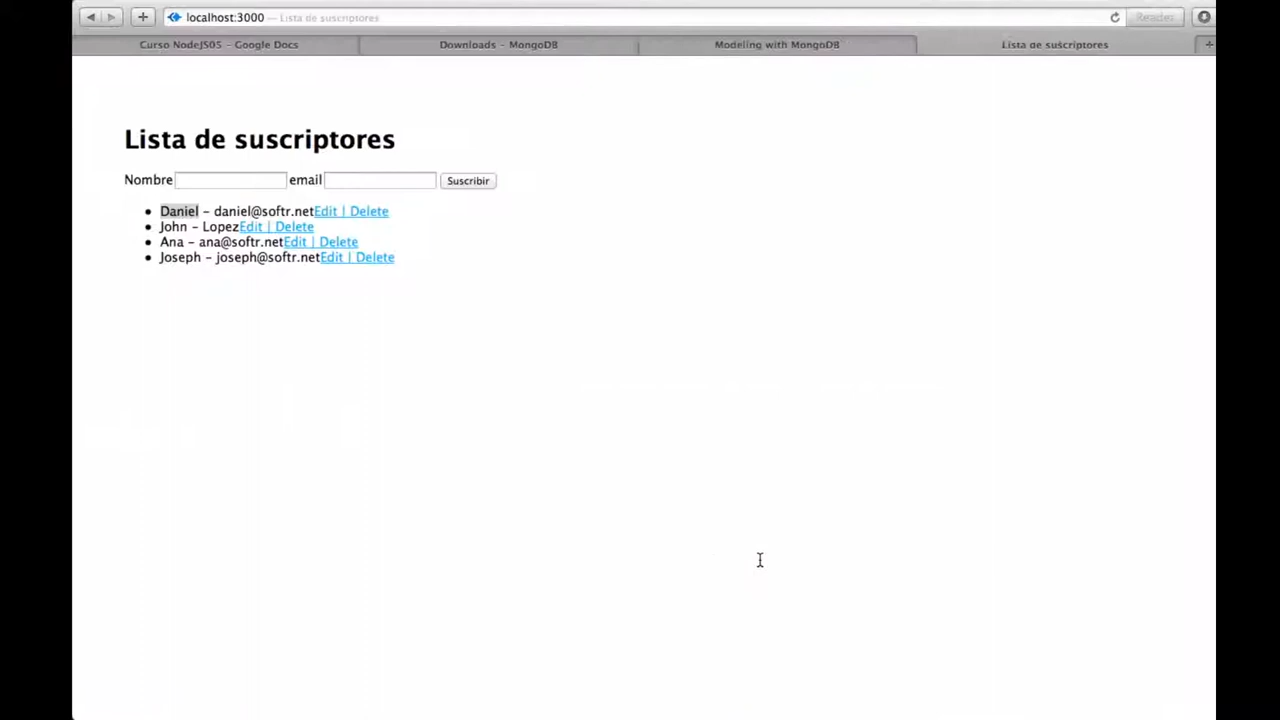 localhost:3000 — Lista de suscriptores
Reader
Curso NodeJS05 – Google Docs
Downloads – MongoDB
Modeling with MongoDB
Lista de suscriptores
Lista de suscriptores
Nombre email Suscribir
Daniel – daniel@softr.netEdit | Delete
John – LopezEdit | Delete
Ana – ana@softr.netEdit | Delete
Joseph – joseph@softr.netEdit | Delete